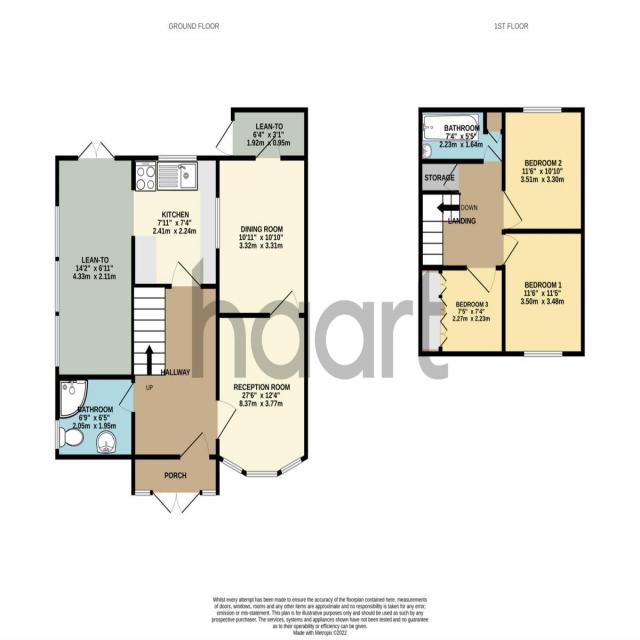 GROUND FLOOR
1ST FLOOR
LEAN-TO
6'4" x 3'1"
1.92m x 0.95m
KITCHEN
7'11" x 7'4"
2.41m x 2.24m
DINING ROOM
10'11" x 10'10"
3.32m x 3.31m
LEAN-TO
14'2" x 6'11"
4.33m x 2.11m
HALLWAY
UP
BATHROOM
6'9" x 6'5"
2.05m x 1.95m
RECEPTION ROOM
27'6" x 12'4"
8.37m x 3.77m
PORCH
BATHROOM
7'4" x 5'5"
2.23m x 1.64m
STORAGE
DOWN
LANDING
BEDROOM 2
11'6" x 10'10"
3.51m x 3.30m
BEDROOM 1
11'6" x 11'5"
3.50m x 3.48m
BEDROOM 3
7'5" x 7'4"
2.27m x 2.23m
haart
Whilst every attempt has been made to ensure the accuracy of the floorplan contained here, measurements
of doors, windows, rooms and any other items are approximate and no responsibility is taken for any error,
omission or mis-statement. This plan is for illustrative purposes only and should be used as such by any
prospective purchaser. The services, systems and appliances shown have not been tested and no guarantee
as to their operability or efficiency can be given.
Made with Metropix ©2022